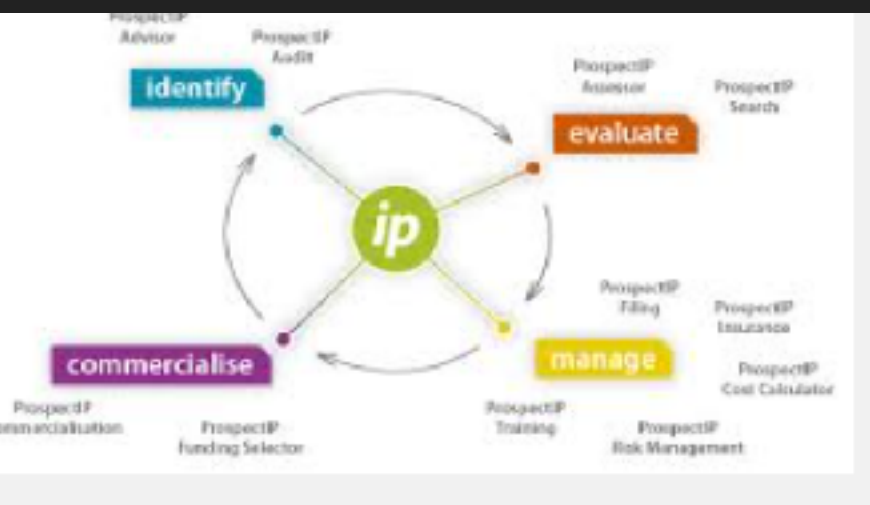 ProspectIP
Advisor
ProspectIP
Audit
identify
ProspectIP
Assessor
ProspectIP
Search
evaluate
ip
ProspectIP
Filing
ProspectIP
Insurance
manage
ProspectIP
Cost Calculator
commercialise
ProspectIP
ommercialisation
ProspectIP
Funding Selector
ProspectIP
Training
ProspectIP
Risk Management